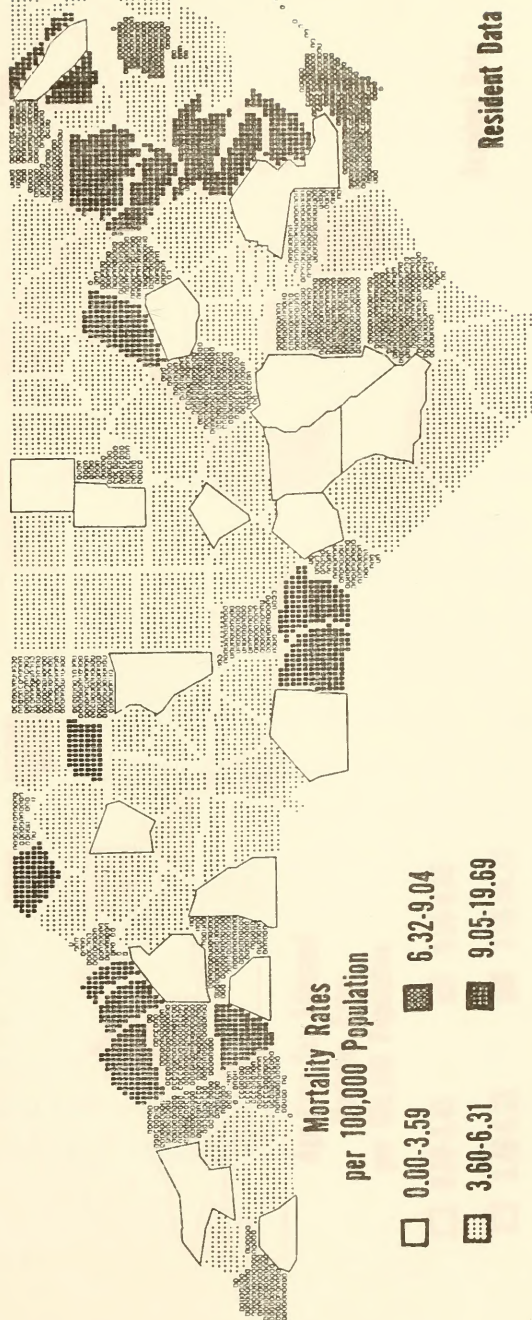 Mortality Rates
per 100,000 Population
0.00-3.59
6.32-9.04
3.60-6.31
9.05-19.69
Resident Data